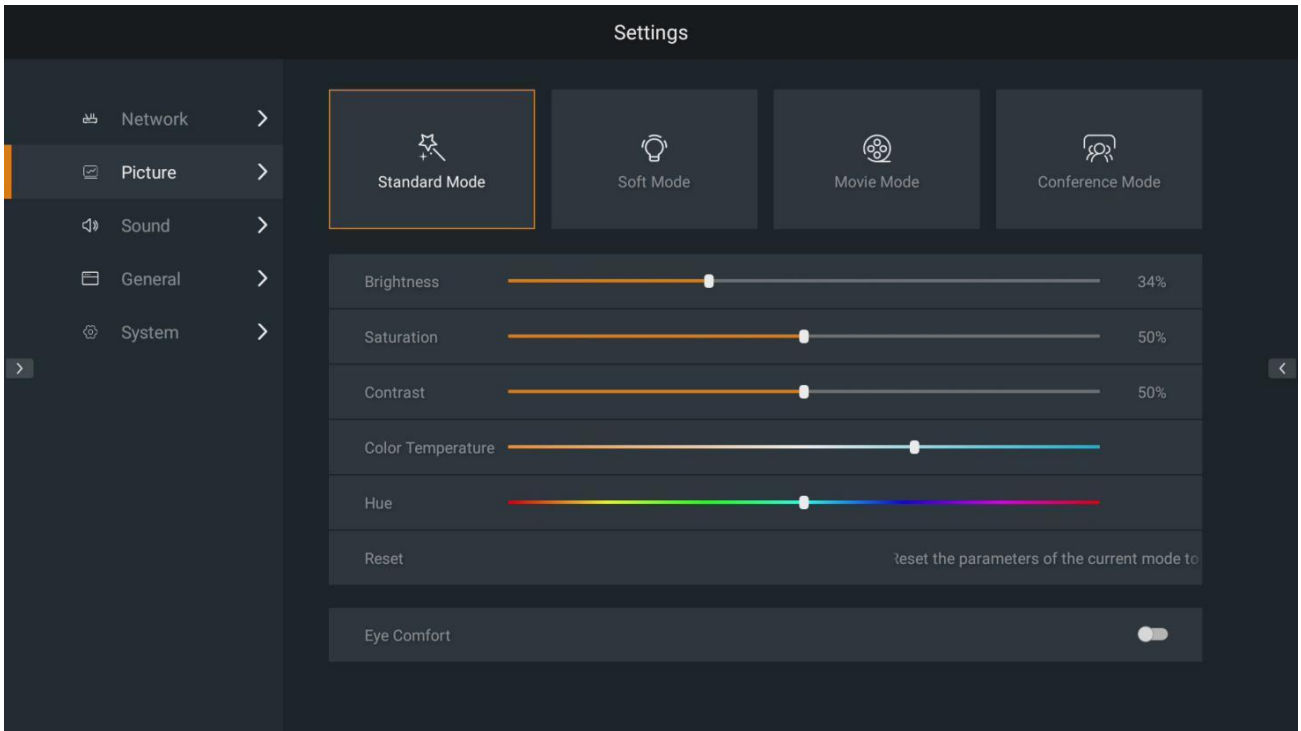 Settings
Network
Picture
Sound
General
System
Standard Mode
Soft Mode
Movie Mode
Conference Mode
Brightness 34%
Saturation 50%
Contrast 50%
Color Temperature
Hue
Reset Reset the parameters of the current mode to
Eye Comfort